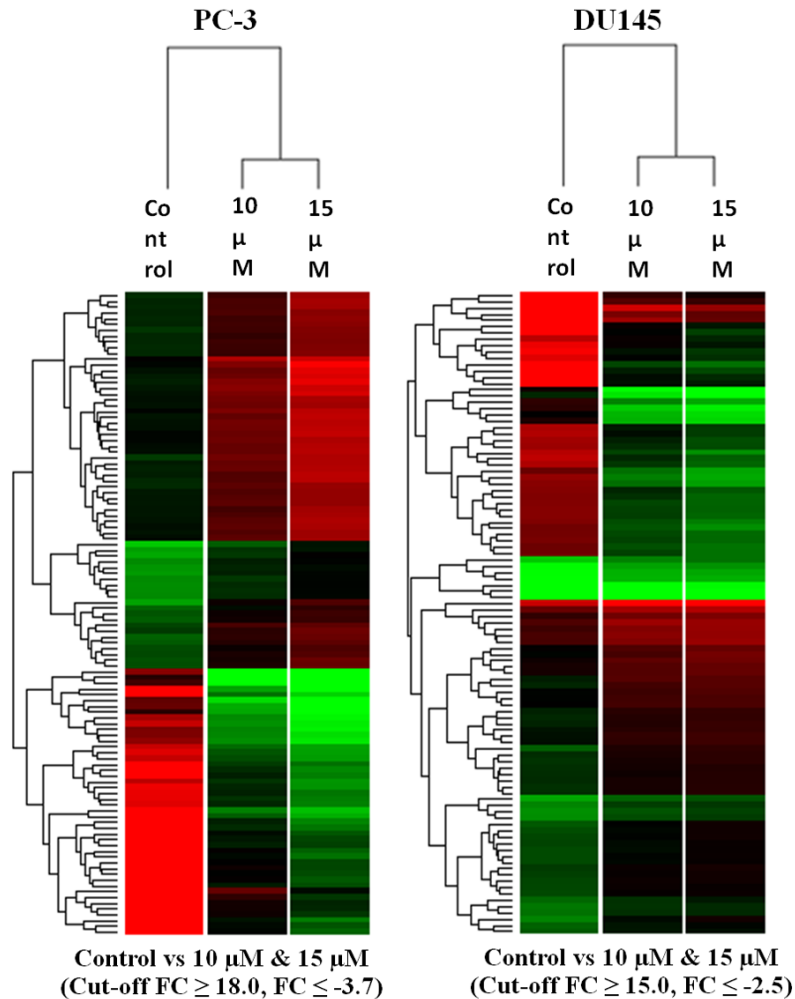 PC-3
DU145
Co
nt
rol
10
µ
M
15
µ
M
Co
nt
rol
10
µ
M
15
µ
M
Control vs 10 µM & 15 µM
(Cut-off FC ≥ 18.0, FC ≤ -3.7)
Control vs 10 µM & 15 µM
(Cut-off FC ≥ 15.0, FC ≤ -2.5)